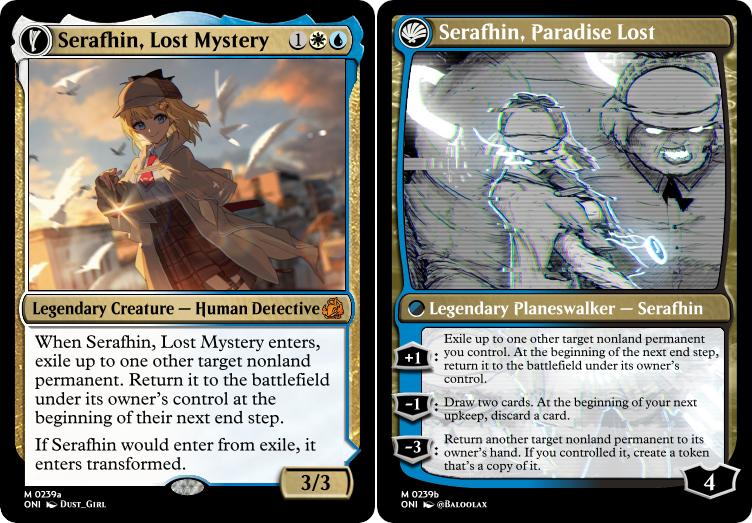 Serafhin, Lost Mystery 1
Legendary Creature — Human Detective
When Serafhin, Lost Mystery enters,
exile up to one other target nonland
permanent. Return it to the battlefield
under its owner's control at the
beginning of their next end step.
If Serafhin would enter from exile, it
enters transformed.
3/3
M 0239a
ONI DUST_GIRL
Serafhin, Paradise Lost
Legendary Planeswalker — Serafhin
+1: Exile up to one other target nonland permanent
you control. At the beginning of the next end step,
return it to the battlefield under its owner's
control.
-1: Draw two cards. At the beginning of your next
upkeep, discard a card.
-3: Return another target nonland permanent to its
owner's hand. If you controlled it, create a token
that's a copy of it.
4
M 0239b
ONI @BALOOLAX